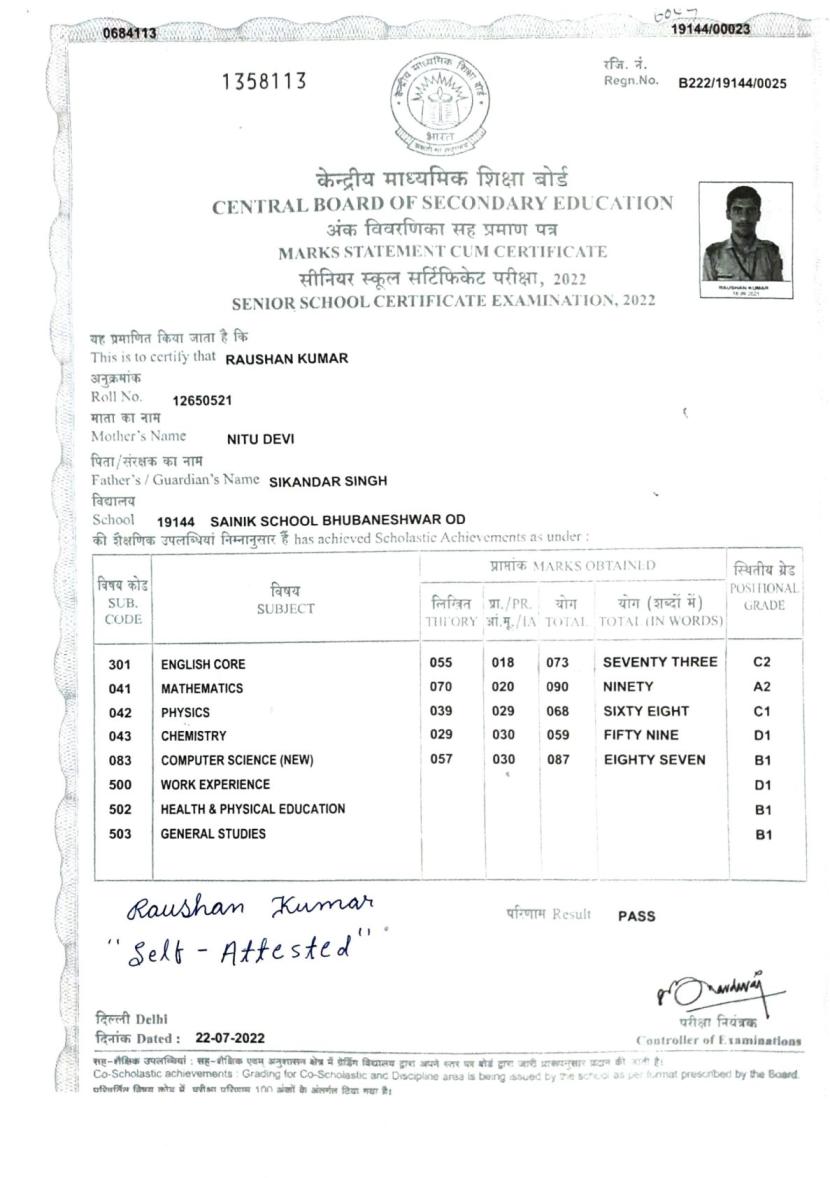 0684113
6047
19144/00023
1358113
रजि. नं.
Regn.No. B222/19144/0025
केन्द्रीय माध्यमिक शिक्षा बोर्ड
भारत
केन्द्रीय माध्यमिक शिक्षा बोर्ड
CENTRAL BOARD OF SECONDARY EDUCATION
अंक विवरणिका सह प्रमाण पत्र
MARKS STATEMENT CUM CERTIFICATE
सीनियर स्कूल सर्टिफिकेट परीक्षा, 2022
SENIOR SCHOOL CERTIFICATE EXAMINATION, 2022
RAUSHAN KUMAR
यह प्रमाणित किया जाता है कि
This is to certify that RAUSHAN KUMAR
अनुक्रमांक
Roll No. 12650521
माता का नाम
Mother's Name NITU DEVI
पिता/संरक्षक का नाम
Father's / Guardian's Name SIKANDAR SINGH
विद्यालय
School 19144 SAINIK SCHOOL BHUBANESHWAR OD
की शैक्षणिक उपलब्धियां निम्नानुसार हैं has achieved Scholastic Achievements as under :
विषय कोड SUB. CODE
विषय SUBJECT
प्राप्तांक MARKS OBTAINED
लिखित THEORY
प्रा./PR. आं.मू./IA
योग TOTAL
योग (शब्दों में) TOTAL (IN WORDS)
स्थितीय ग्रेड POSITIONAL GRADE
301 ENGLISH CORE 055 018 073 SEVENTY THREE C2
041 MATHEMATICS 070 020 090 NINETY A2
042 PHYSICS 039 029 068 SIXTY EIGHT C1
043 CHEMISTRY 029 030 059 FIFTY NINE D1
083 COMPUTER SCIENCE (NEW) 057 030 087 EIGHTY SEVEN B1
500 WORK EXPERIENCE D1
502 HEALTH & PHYSICAL EDUCATION B1
503 GENERAL STUDIES B1
Raushan Kumar
"Self - Attested"
परिणाम Result PASS
दिल्ली Delhi
दिनांक Dated : 22-07-2022
परीक्षा नियंत्रक
Controller of Examinations
सह-शैक्षिक उपलब्धियां : सह-शैक्षिक एवम अनुशासन क्षेत्र में ग्रेडिंग विद्यालय द्वारा अपने स्तर पर बोर्ड द्वारा जारी प्रारूपनुसार प्रदान की जाती है।
Co-Scholastic achievements : Grading for Co-Scholastic and Discipline area is being issued by the school as per format prescribed by the Board.
विषय कोड में परीक्षा परिणाम 100 अंकों के अंतर्गत दिया गया है।